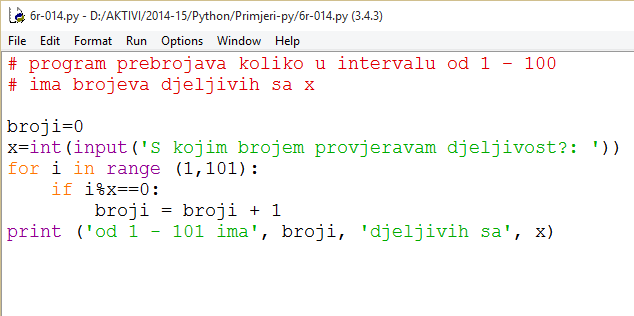 6r-014.py - D:/AKTIVI/2014-15/Python/Primjeri-py/6r-014.py (3.4.3)
File Edit Format Run Options Window Help
# program prebrojava koliko u intervalu od 1 - 100
# ima brojeva djeljivih sa x
broji=0
x=int(input('S kojim brojem provjeravam djeljivost?: '))
for i in range (1,101):
    if i%x==0:
        broji = broji + 1
print ('od 1 - 101 ima', broji, 'djeljivih sa', x)